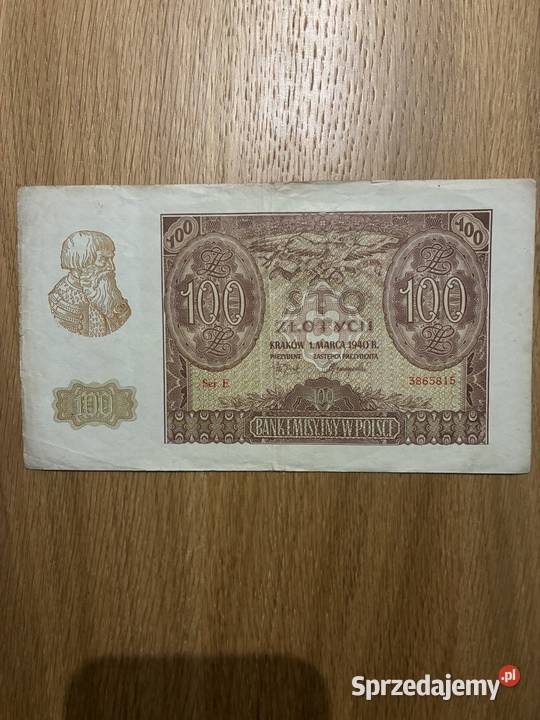 100
100
100
100
STO
ZŁOTYCH
KRAKÓW 1. MARCA 1940 R.
PREZYDENT ZASTĘPCA PREZYDENTA
Ser. E
3865815
100
100
BANK EMISYJNY W POLSCE
Sprzedajemy.pl